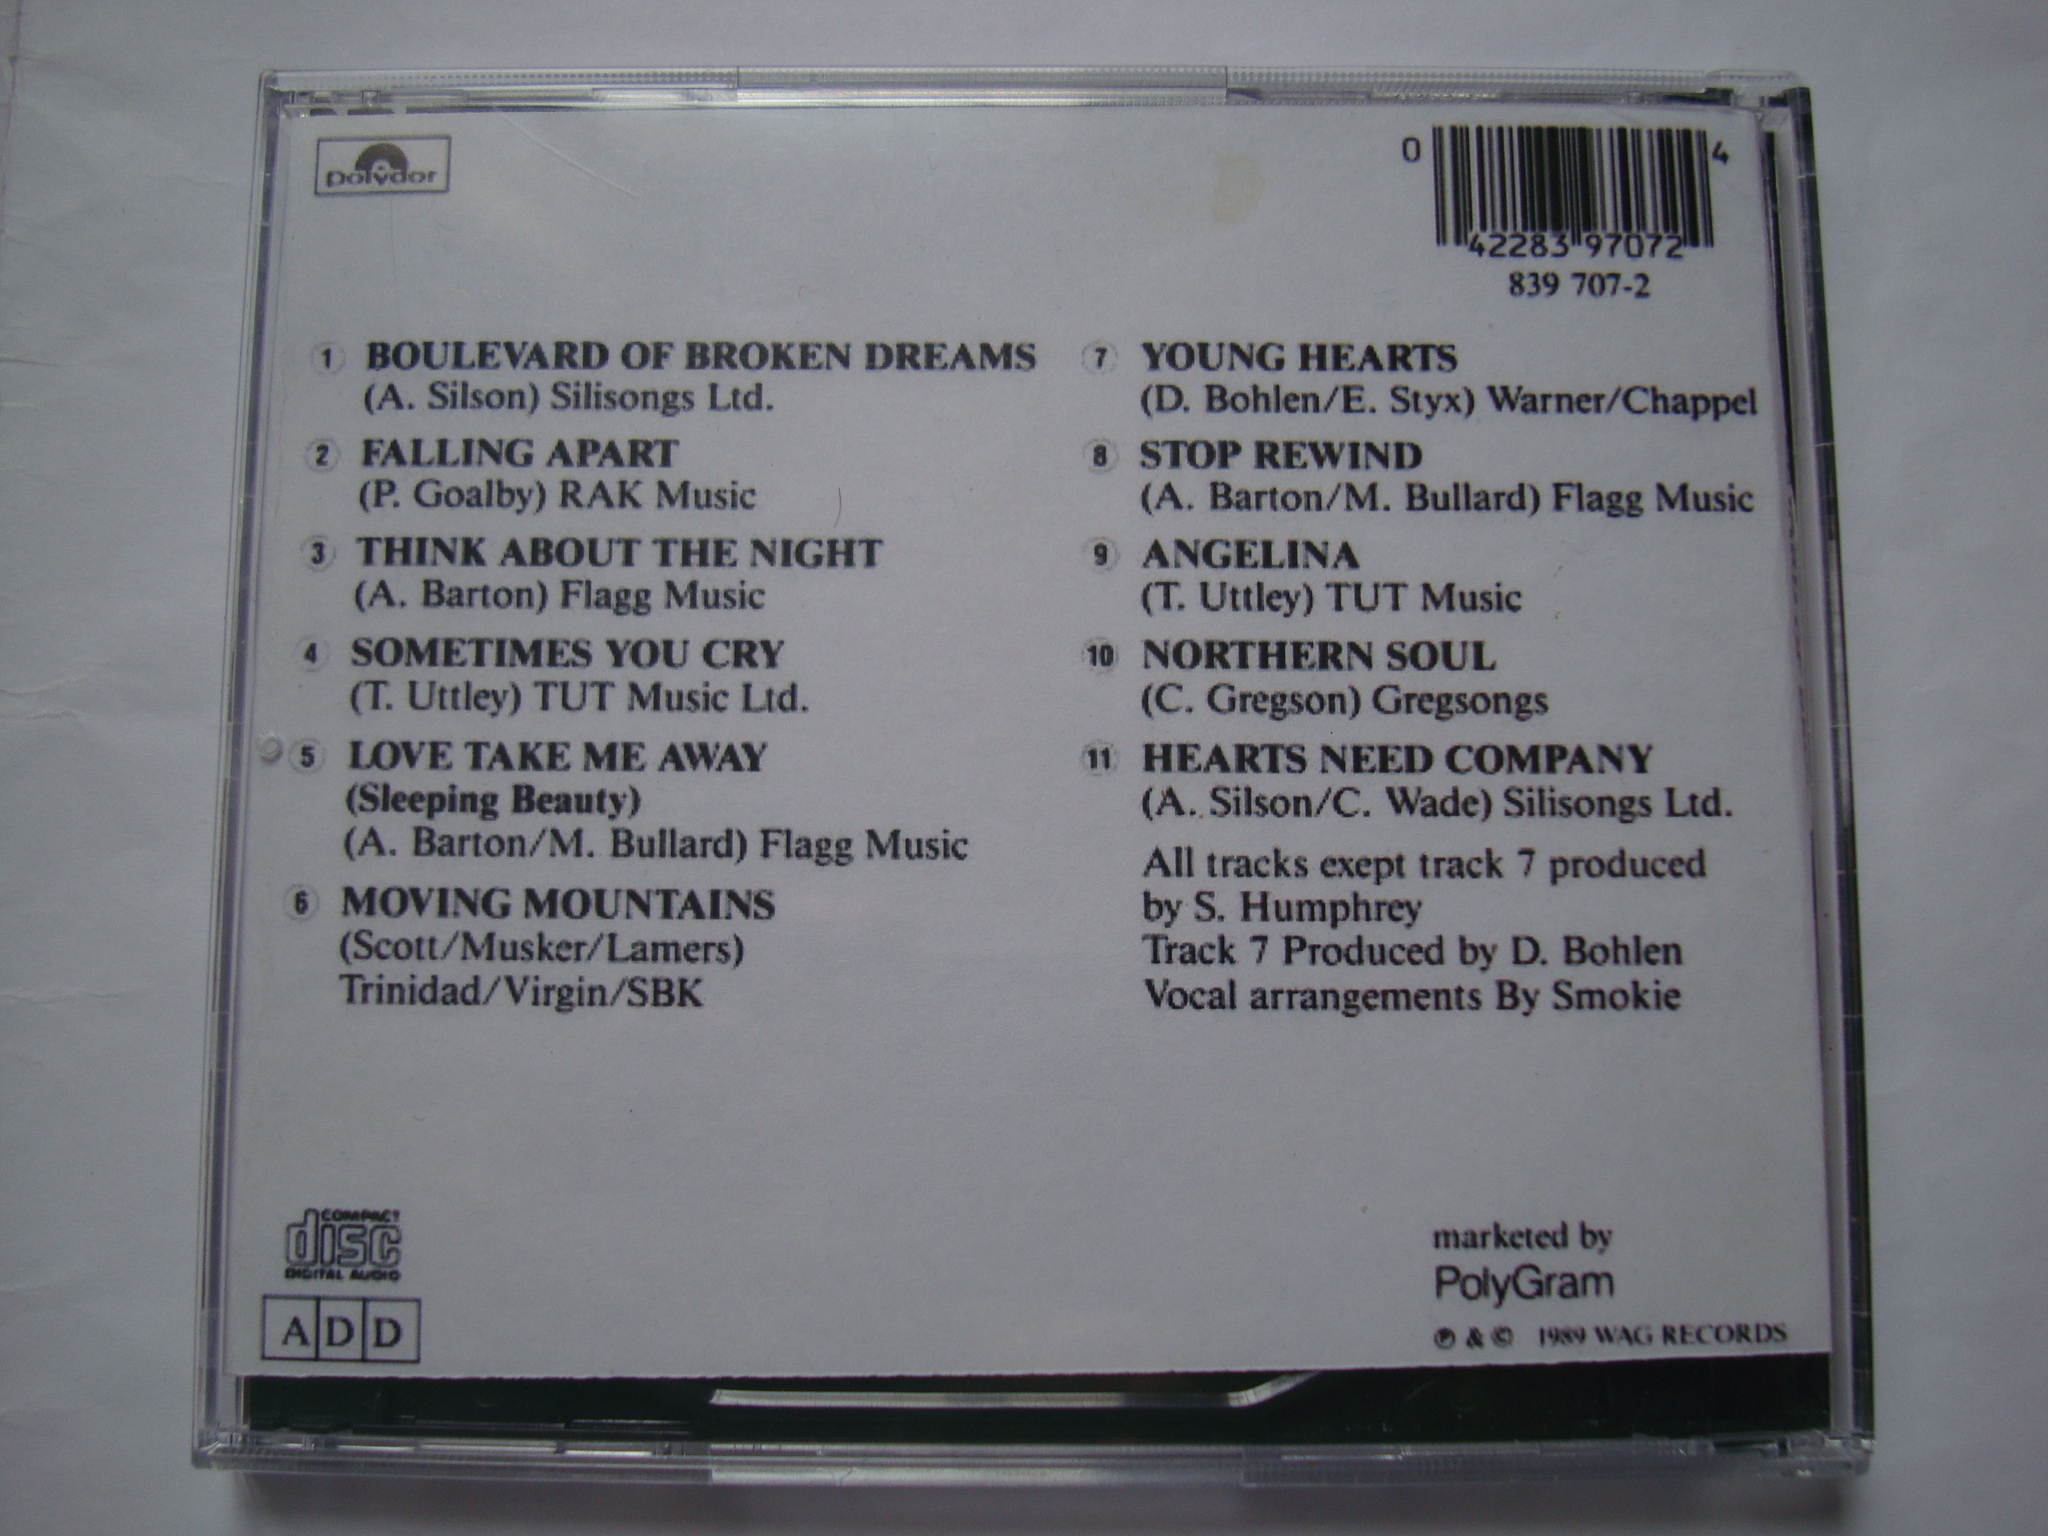 polydor
0 4
42283 97072
839 707-2
1 BOULEVARD OF BROKEN DREAMS
(A. Silson) Silisongs Ltd.
2 FALLING APART
(P. Goalby) RAK Music
3 THINK ABOUT THE NIGHT
(A. Barton) Flagg Music
4 SOMETIMES YOU CRY
(T. Uttley) TUT Music Ltd.
5 LOVE TAKE ME AWAY
(Sleeping Beauty)
(A. Barton/M. Bullard) Flagg Music
6 MOVING MOUNTAINS
(Scott/Musker/Lamers)
Trinidad/Virgin/SBK
7 YOUNG HEARTS
(D. Bohlen/E. Styx) Warner/Chappel
8 STOP REWIND
(A. Barton/M. Bullard) Flagg Music
9 ANGELINA
(T. Uttley) TUT Music
10 NORTHERN SOUL
(C. Gregson) Gregsongs
11 HEARTS NEED COMPANY
(A. Silson/C. Wade) Silisongs Ltd.
All tracks exept track 7 produced
by S. Humphrey
Track 7 Produced by D. Bohlen
Vocal arrangements By Smokie
COMPACT
disc
DIGITAL AUDIO
A D D
marketed by
PolyGram
℗ & © 1989 WAG RECORDS